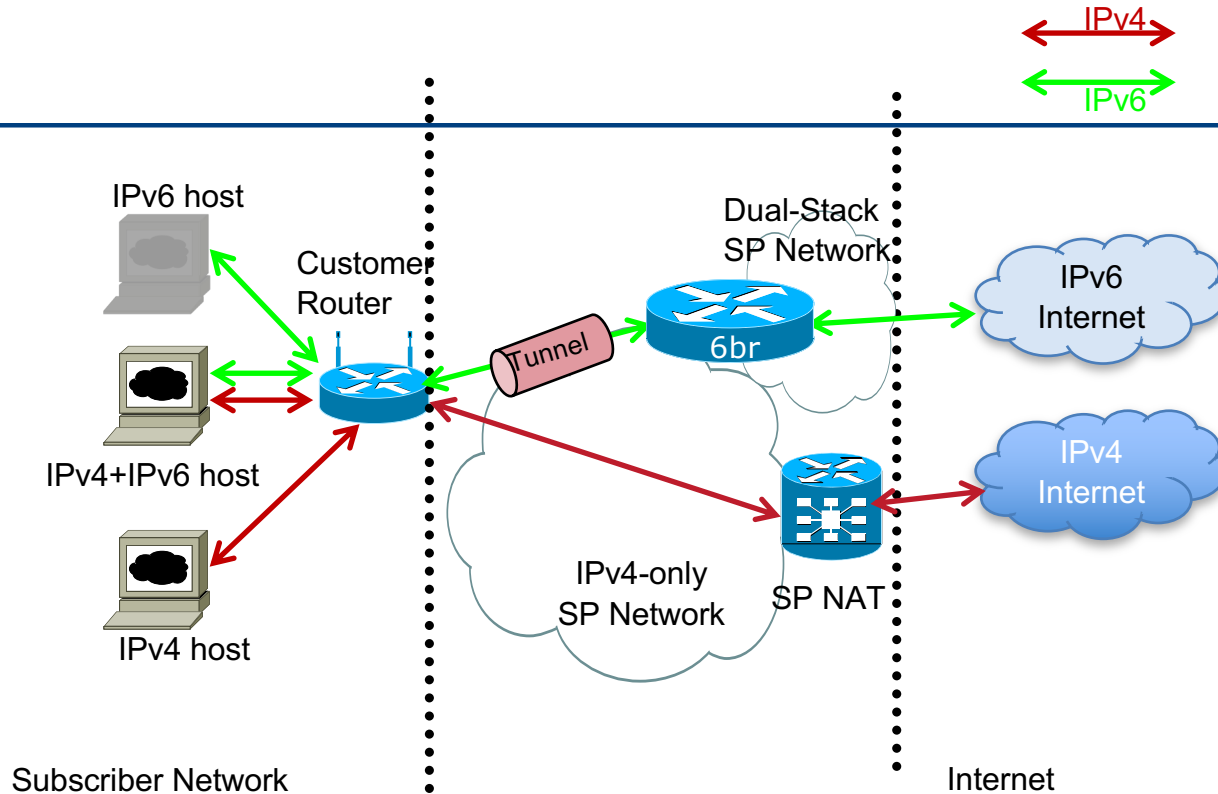 IPv4
IPv6
IPv6 host
Dual-Stack
SP Network
Customer
Router
IPv6
Internet
Tunnel
6br
IPv4+IPv6 host
IPv4
Internet
IPv4-only
SP Network
SP NAT
IPv4 host
Subscriber Network
Internet